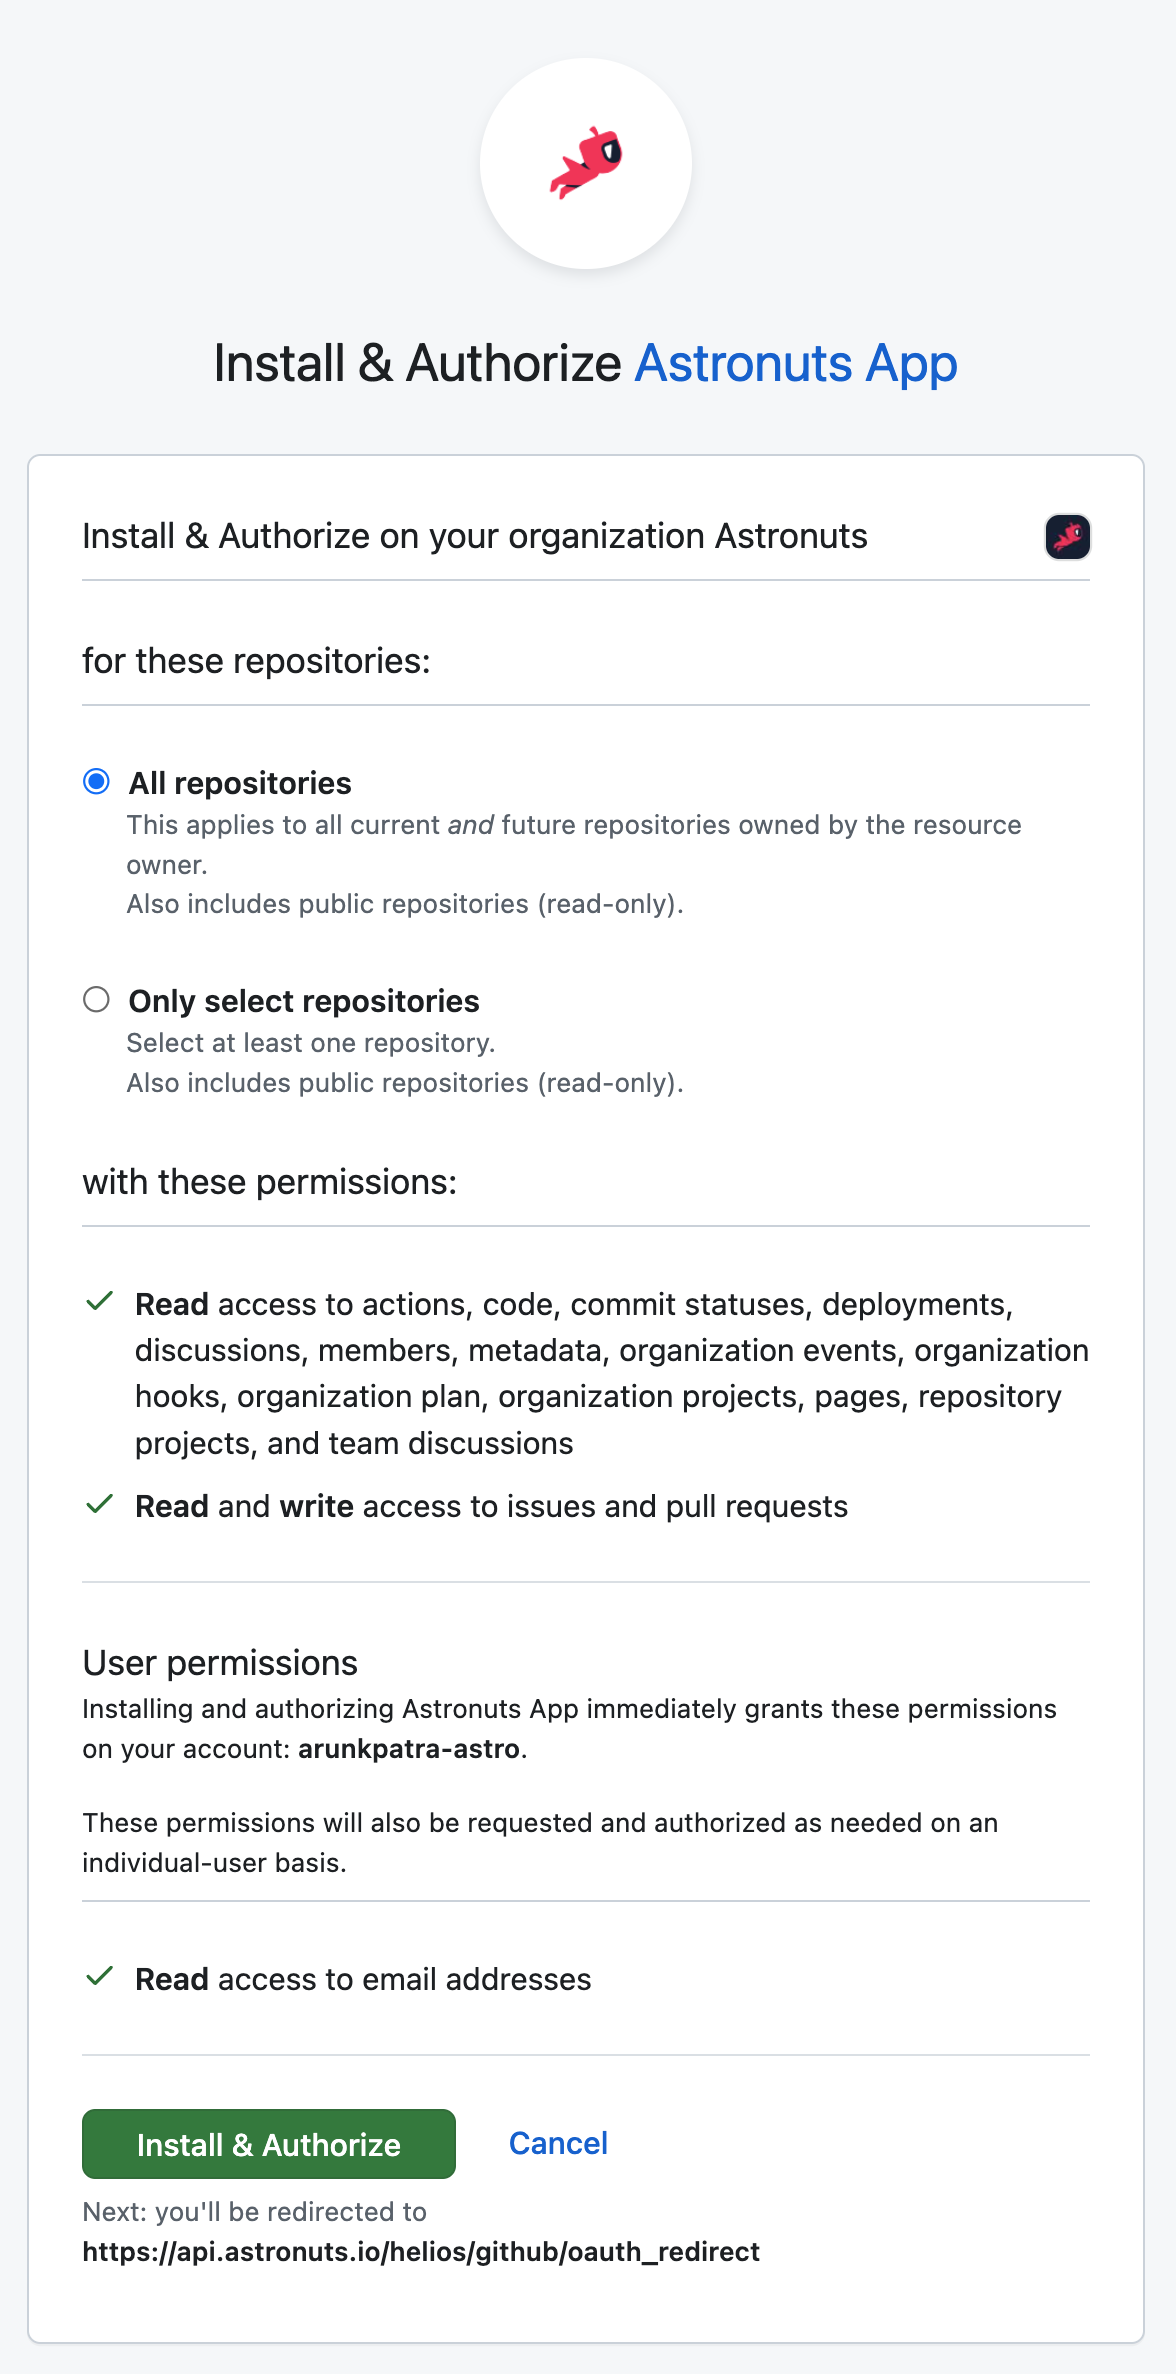 Install & Authorize Astronuts App
Install & Authorize on your organization Astronuts
for these repositories:
All repositories
This applies to all current and future repositories owned by the resource
owner.
Also includes public repositories (read-only).
Only select repositories
Select at least one repository.
Also includes public repositories (read-only).
with these permissions:
Read access to actions, code, commit statuses, deployments,
discussions, members, metadata, organization events, organization
hooks, organization plan, organization projects, pages, repository
projects, and team discussions
Read and write access to issues and pull requests
User permissions
Installing and authorizing Astronuts App immediately grants these permissions
on your account: arunkpatra-astro.
These permissions will also be requested and authorized as needed on an
individual-user basis.
Read access to email addresses
Install & Authorize Cancel
Next: you'll be redirected to
https://api.astronuts.io/helios/github/oauth_redirect